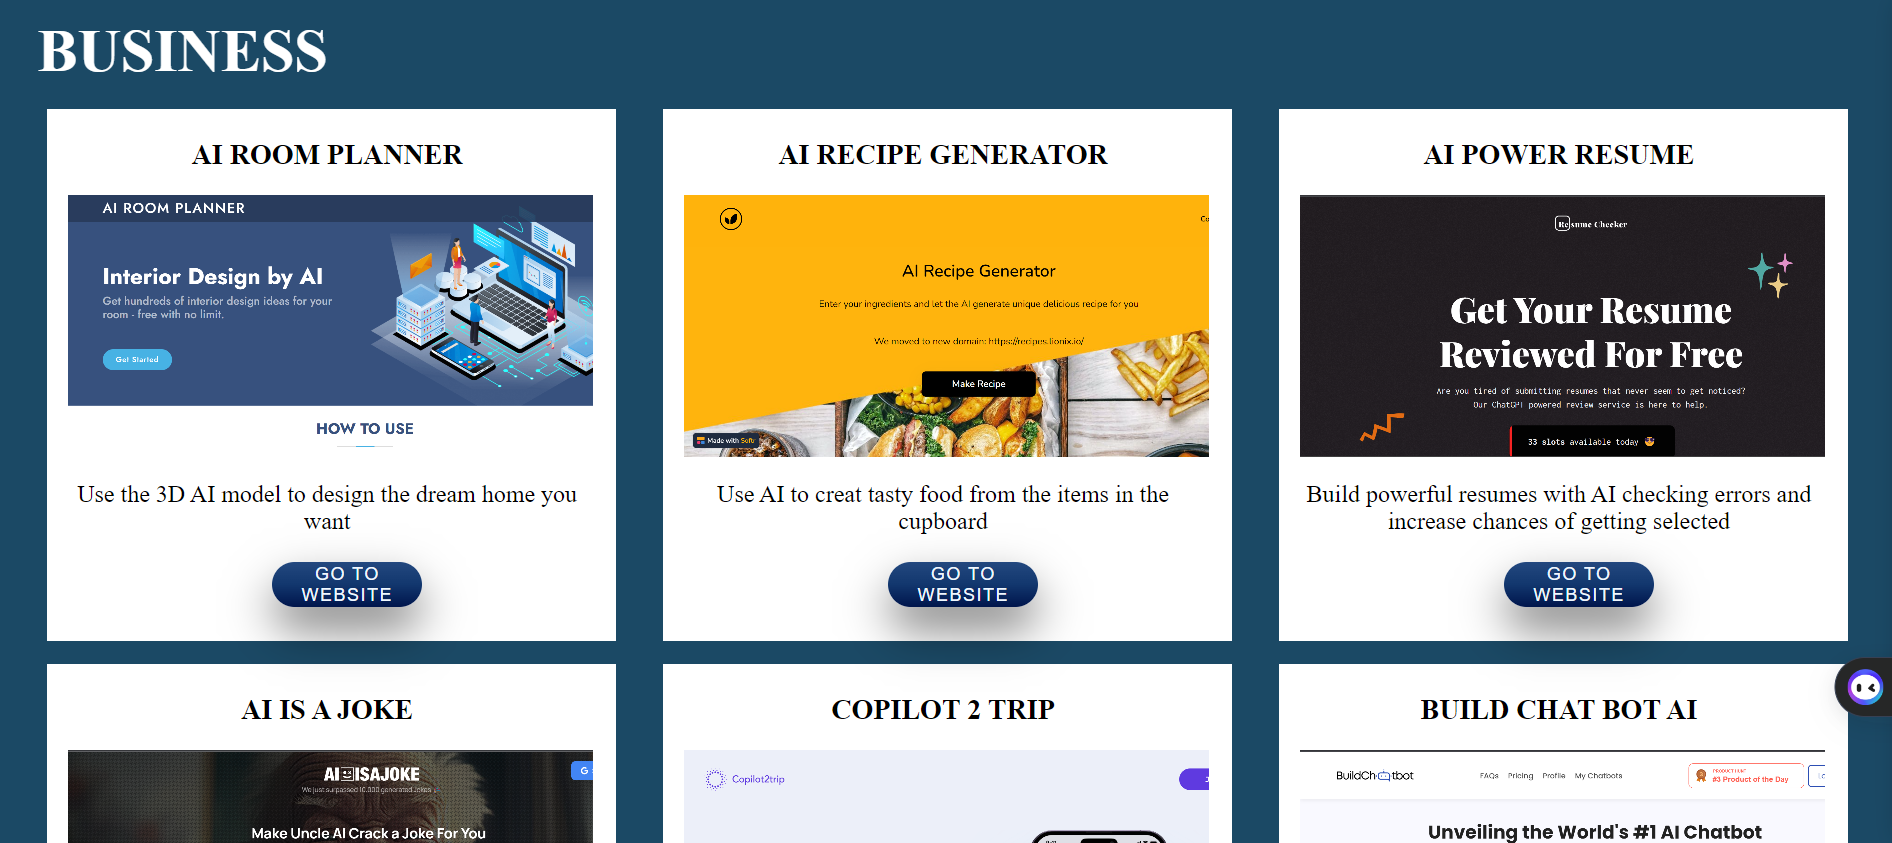 BUSINESS
AI ROOM PLANNER
AI ROOM PLANNER
Interior Design by AI
Get hundreds of interior design ideas for your
room - free with no limit.
Get Started
HOW TO USE
Use the 3D AI model to design the dream home you
want
GO TO
WEBSITE
AI RECIPE GENERATOR
Co
AI Recipe Generator
Enter your ingredients and let the AI generate unique delicious recipe for you
We moved to new domain: https://recipes.lionix.io/
Make Recipe
Made with Softr
Use AI to creat tasty food from the items in the
cupboard
GO TO
WEBSITE
AI POWER RESUME
Resume Checker
Get Your Resume
Reviewed For Free
Are you tired of submitting resumes that never seem to get noticed?
Our ChatGPT powered review service is here to help.
33 slots available today
Build powerful resumes with AI checking errors and
increase chances of getting selected
GO TO
WEBSITE
AI IS A JOKE
AI ISAJOKE
G
We just surpassed 10.000 generated Jokes
Make Uncle AI Crack a Joke For You
COPILOT 2 TRIP
Copilot2trip
BUILD CHAT BOT AI
BuildChatbot
FAQs Pricing Profile My Chatbots
PRODUCT HUNT
#3 Product of the Day
LO
Unveiling the World's #1 AI Chatbot